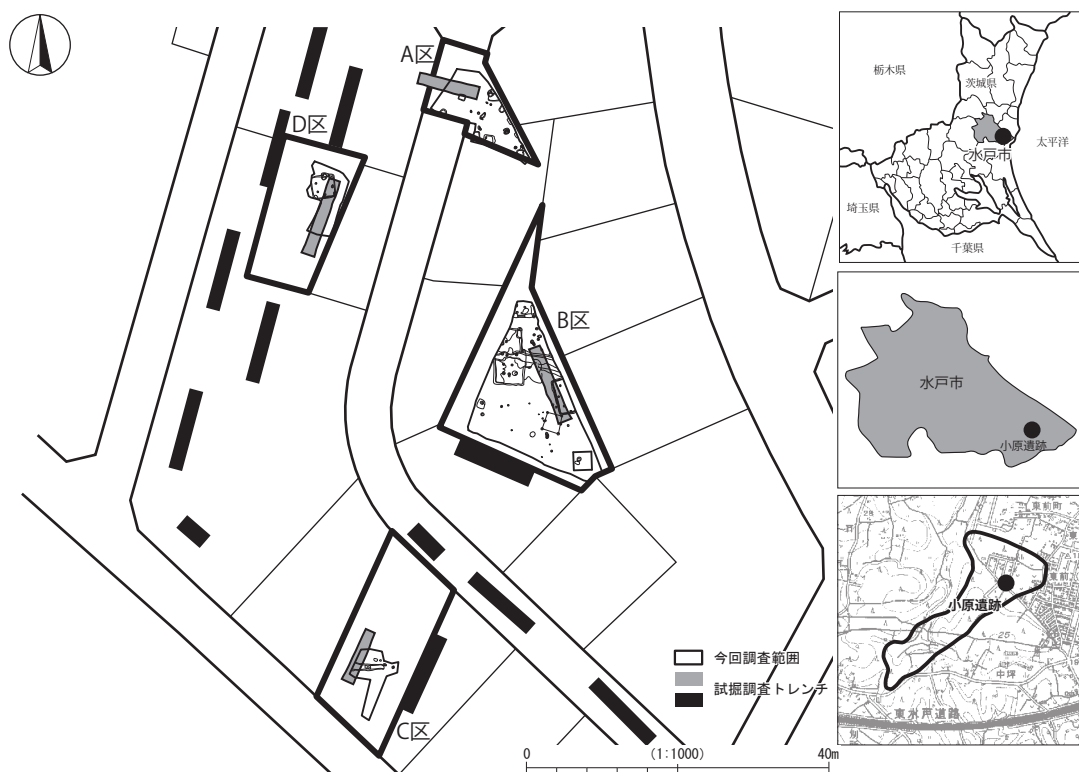 A区
D区
B区
C区
今回調査範囲
試掘調査トレンチ
0
(1:1000)
40m
栃木県
茨城県
水戸市
太平洋
埼玉県
千葉県
水戸市
小原遺跡
東前町
東前
小原遺跡
25
中坪
東水戸道路